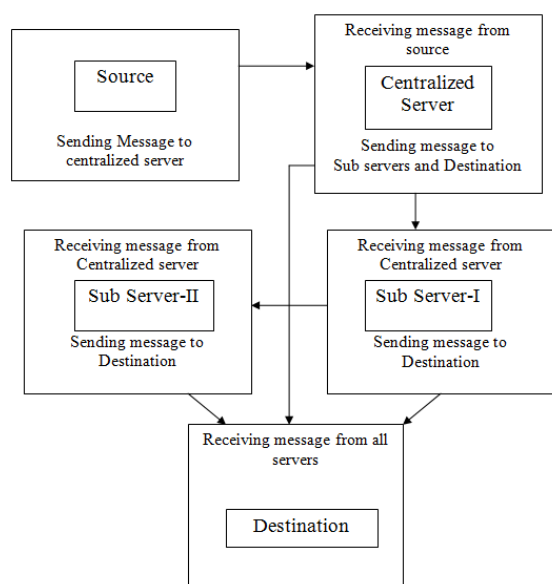 Source
Sending Message to
centralized server
Receiving message from
source
Centralized
Server
Sending message to
Sub servers and Destination
Receiving message from
Centralized server
Sub Server-II
Sending message to
Destination
Receiving message from
Centralized server
Sub Server-I
Sending message to
Destination
Receiving message from all
servers
Destination